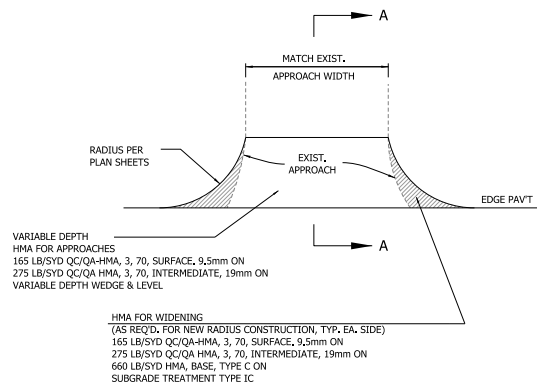 A
MATCH EXIST.
APPROACH WIDTH
RADIUS PER
PLAN SHEETS
EXIST.
APPROACH
EDGE PAV'T
A
VARIABLE DEPTH
HMA FOR APPROACHES
165 LB/SYD QC/QA-HMA, 3, 70, SURFACE, 9.5mm ON
275 LB/SYD QC/QA HMA, 3, 70, INTERMEDIATE, 19mm ON
VARIABLE DEPTH WEDGE & LEVEL
HMA FOR WIDENING
(AS REQ'D. FOR NEW RADIUS CONSTRUCTION, TYP. EA. SIDE)
165 LB/SYD QC/QA-HMA, 3, 70, SURFACE, 9.5mm ON
275 LB/SYD QC/QA HMA, 3, 70, INTERMEDIATE, 19mm ON
660 LB/SYD HMA, BASE, TYPE C ON
SUBGRADE TREATMENT TYPE IC